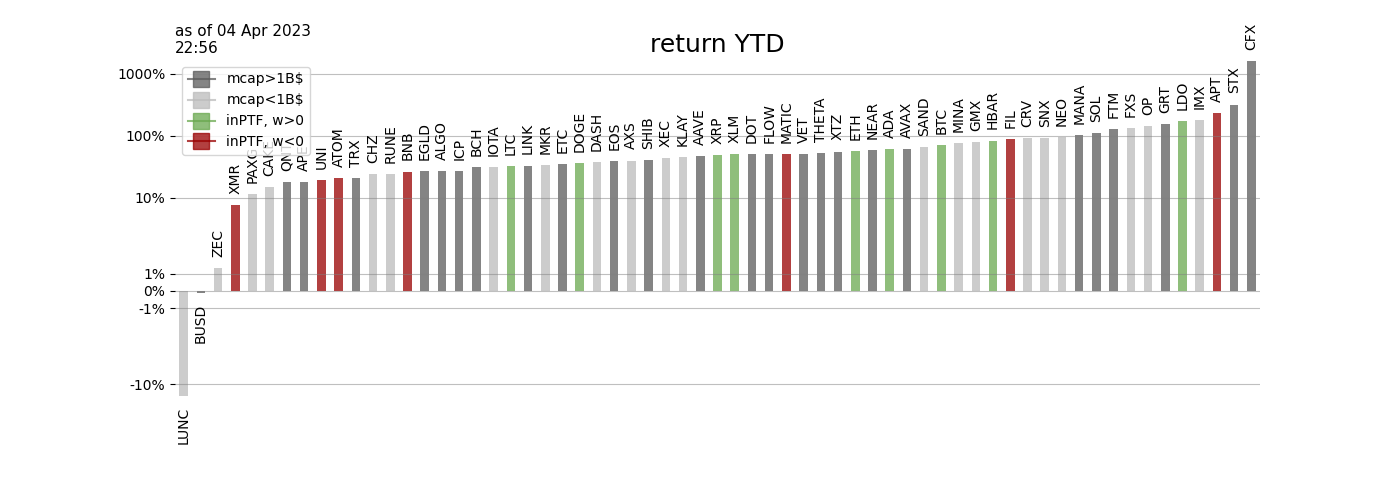 as of 04 Apr 2023
22:56
return YTD
1000%
100%
10%
1%
0%
-1%
-10%
mcap>1B$
mcap<1B$
inPTF, w>0
inPTF, w<0
LUNC
BUSD
ZEC
XMR
PAXG
CAKE
QNT
APE
UNI
ATOM
TRX
CHZ
RUNE
BNB
EGLD
ALGO
ICP
BCH
IOTA
LTC
LINK
MKR
ETC
DOGE
DASH
EOS
AXS
SHIB
XEC
KLAY
AAVE
XRP
XLM
DOT
FLOW
MATIC
VET
THETA
XTZ
ETH
NEAR
ADA
AVAX
SAND
BTC
MINA
GMX
HBAR
FIL
CRV
SNX
NEO
MANA
SOL
FTM
FXS
OP
GRT
LDO
IMX
APT
STX
CFX